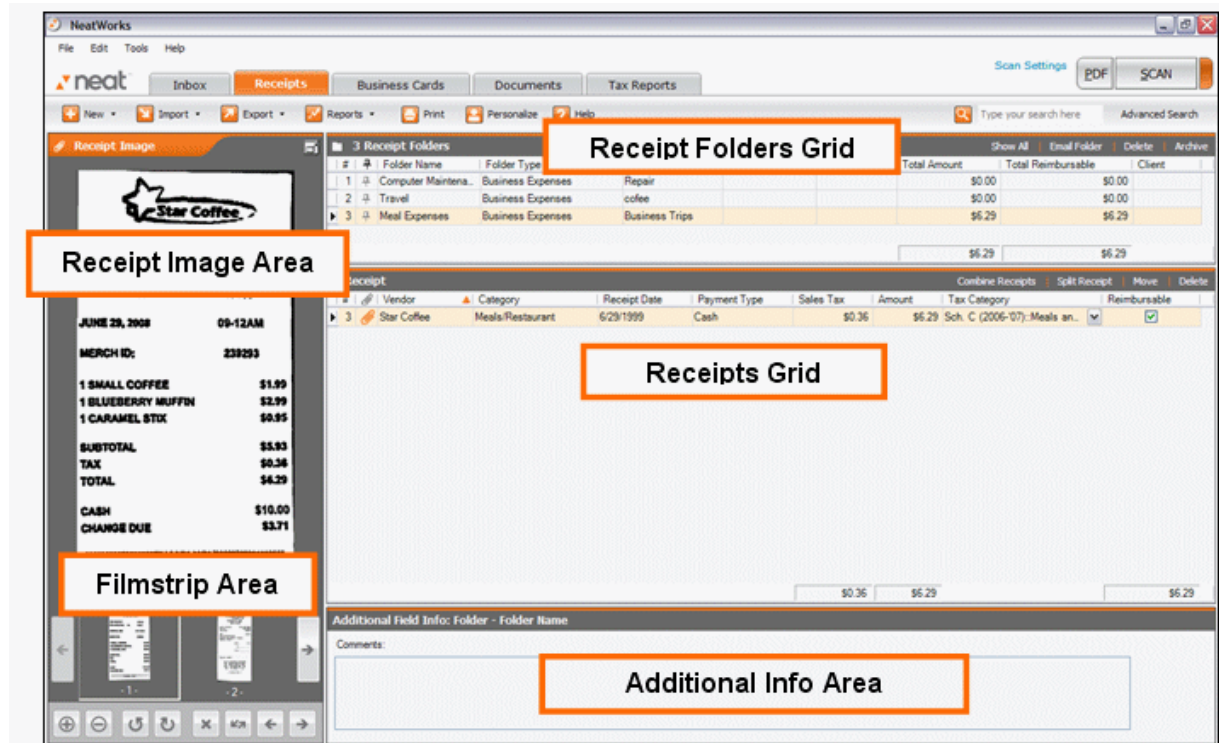 NeatWorks
File Edit Tools Help
neat Inbox Receipts Business Cards Documents Tax Reports Scan Settings PDF SCAN
New Import Export Reports Print Personalize Help Type your search here Advanced Search
Receipt Image
3 Receipt Folders Show All | Email Folder | Delete | Archive
Receipt Folders Grid
# Folder Name Folder Type Total Amount Total Reimbursable Client
1 Computer Maintena.. Business Expenses Repair $0.00 $0.00
2 Travel Business Expenses cofee $0.00 $0.00
3 Meal Expenses Business Expenses Business Trips $6.29 $6.29
$6.29 $6.29
Star Coffee
Receipt Image Area
Combine Receipts | Split Receipt | Move | Delete
# Vendor Category Receipt Date Payment Type Sales Tax Amount Tax Category Reimbursable
3 Star Coffee Meals/Restaurant 6/29/1999 Cash $0.36 $6.29 Sch. C (2006-'07)::Meals an..
Receipts Grid
JUNE 29, 2008 09-12AM
MERCH ID: 239293
1 SMALL COFFEE $1.99
1 BLUEBERRY MUFFIN $2.99
1 CARAMEL STIX $0.95
SUBTOTAL $5.93
TAX $0.36
TOTAL $6.29
CASH $10.00
CHANGE DUE $3.71
Filmstrip Area
-1- -2-
$0.36 $6.29 $6.29
Additional Field Info: Folder - Folder Name
Comments:
Additional Info Area